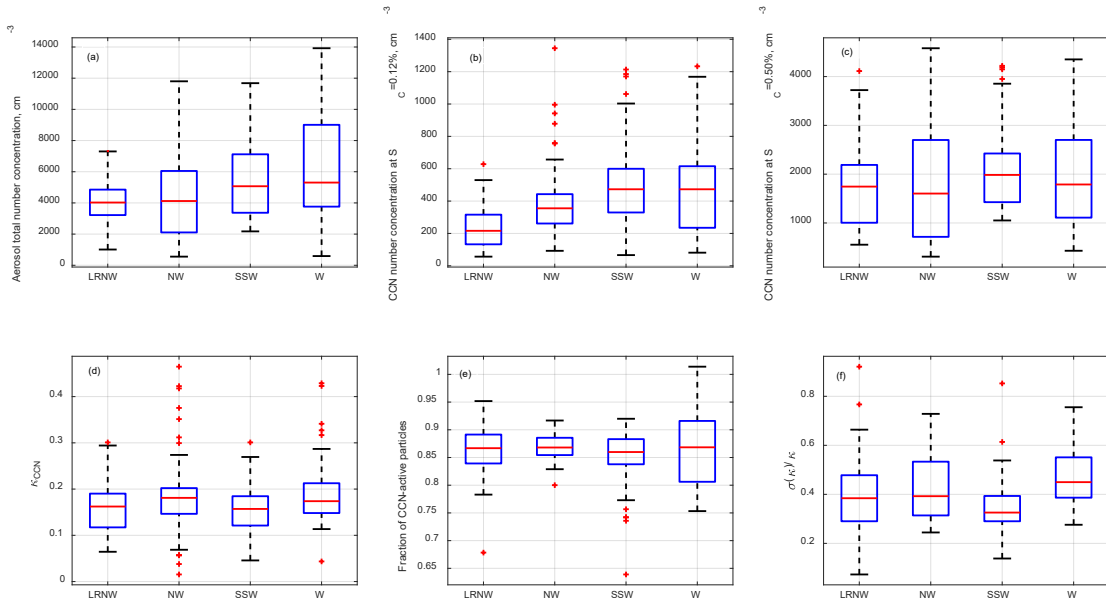 (a)
Aerosol total number concentration, cm
-3
14000
12000
10000
8000
6000
4000
2000
0
LRNW NW SSW W
(b)
CCN number concentration at S
C
=0.12%, cm
-3
1400
1200
1000
800
600
400
200
0
LRNW NW SSW W
(c)
CCN number concentration at S
C
=0.50%, cm
-3
4000
3000
2000
1000
LRNW NW SSW W
(d)
κCCN
0.4
0.3
0.2
0.1
0
LRNW NW SSW W
(e)
Fraction of CCN-active particles
1
0.95
0.9
0.85
0.8
0.75
0.7
0.65
LRNW NW SSW W
(f)
σ(κ)/κ
0.8
0.6
0.4
0.2
LRNW NW SSW W